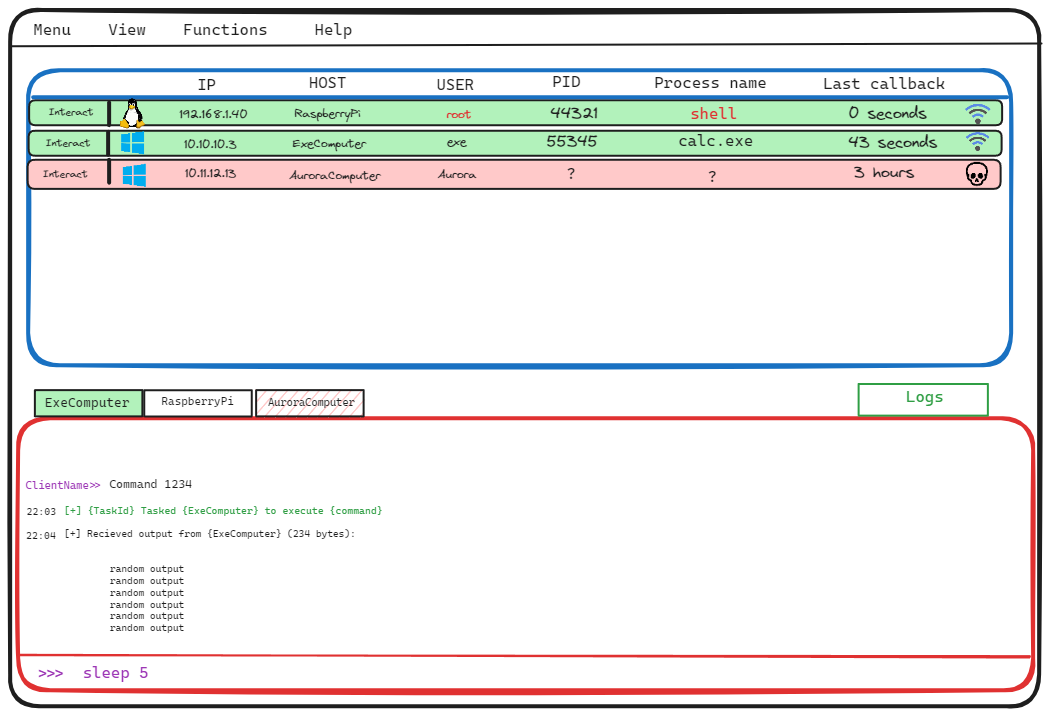 Menu View Functions Help
IP HOST USER PID Process name Last callback
Interact 192.168.1.40 RaspberryPi root 44321 shell 0 seconds
Interact 10.10.10.3 ExeComputer exe 55345 calc.exe 43 seconds
Interact 10.11.12.13 AuroraComputer Aurora ? ? 3 hours
ExeComputer RaspberryPi AuroraComputer Logs
ClientName>> Command 1234
22:03 [+] {TaskId} Tasked {ExeComputer} to execute {command}
22:04 [+] Recieved output from {ExeComputer} (234 bytes):
random output
random output
random output
random output
random output
random output
>>> sleep 5